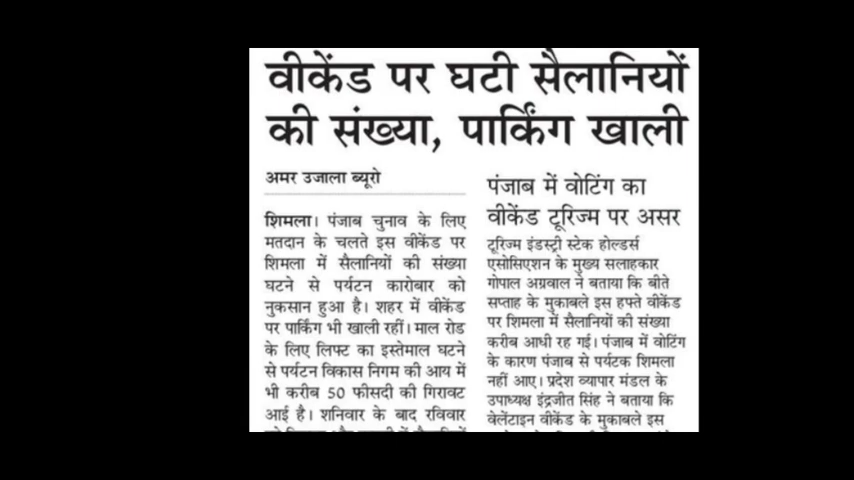 वीकेंड पर घटी सैलानियों
की संख्या, पार्किंग खाली
अमर उजाला ब्यूरो
शिमला। पंजाब चुनाव के लिए
मतदान के चलते इस वीकेंड पर
शिमला में सैलानियों की संख्या
घटने से पर्यटन कारोबार को
नुकसान हुआ है। शहर में वीकेंड
पर पार्किंग भी खाली रहीं। माल रोड
के लिए लिफ्ट का इस्तेमाल घटने
से पर्यटन विकास निगम की आय में
भी करीब 50 फीसदी की गिरावट
आई है। शनिवार के बाद रविवार
पंजाब में वोटिंग का
वीकेंड टूरिज्म पर असर
टूरिज्म इंडस्ट्री स्टेक होल्डर्स
एसोसिएशन के मुख्य सलाहकार
गोपाल अग्रवाल ने बताया कि बीते
सप्ताह के मुकाबले इस हफ्ते वीकेंड
पर शिमला में सैलानियों की संख्या
करीब आधी रह गई। पंजाब में वोटिंग
के कारण पंजाब से पर्यटक शिमला
नहीं आए। प्रदेश व्यापार मंडल के
उपाध्यक्ष इंद्रजीत सिंह ने बताया कि
वेलेंटाइन वीकेंड के मुकाबले इस